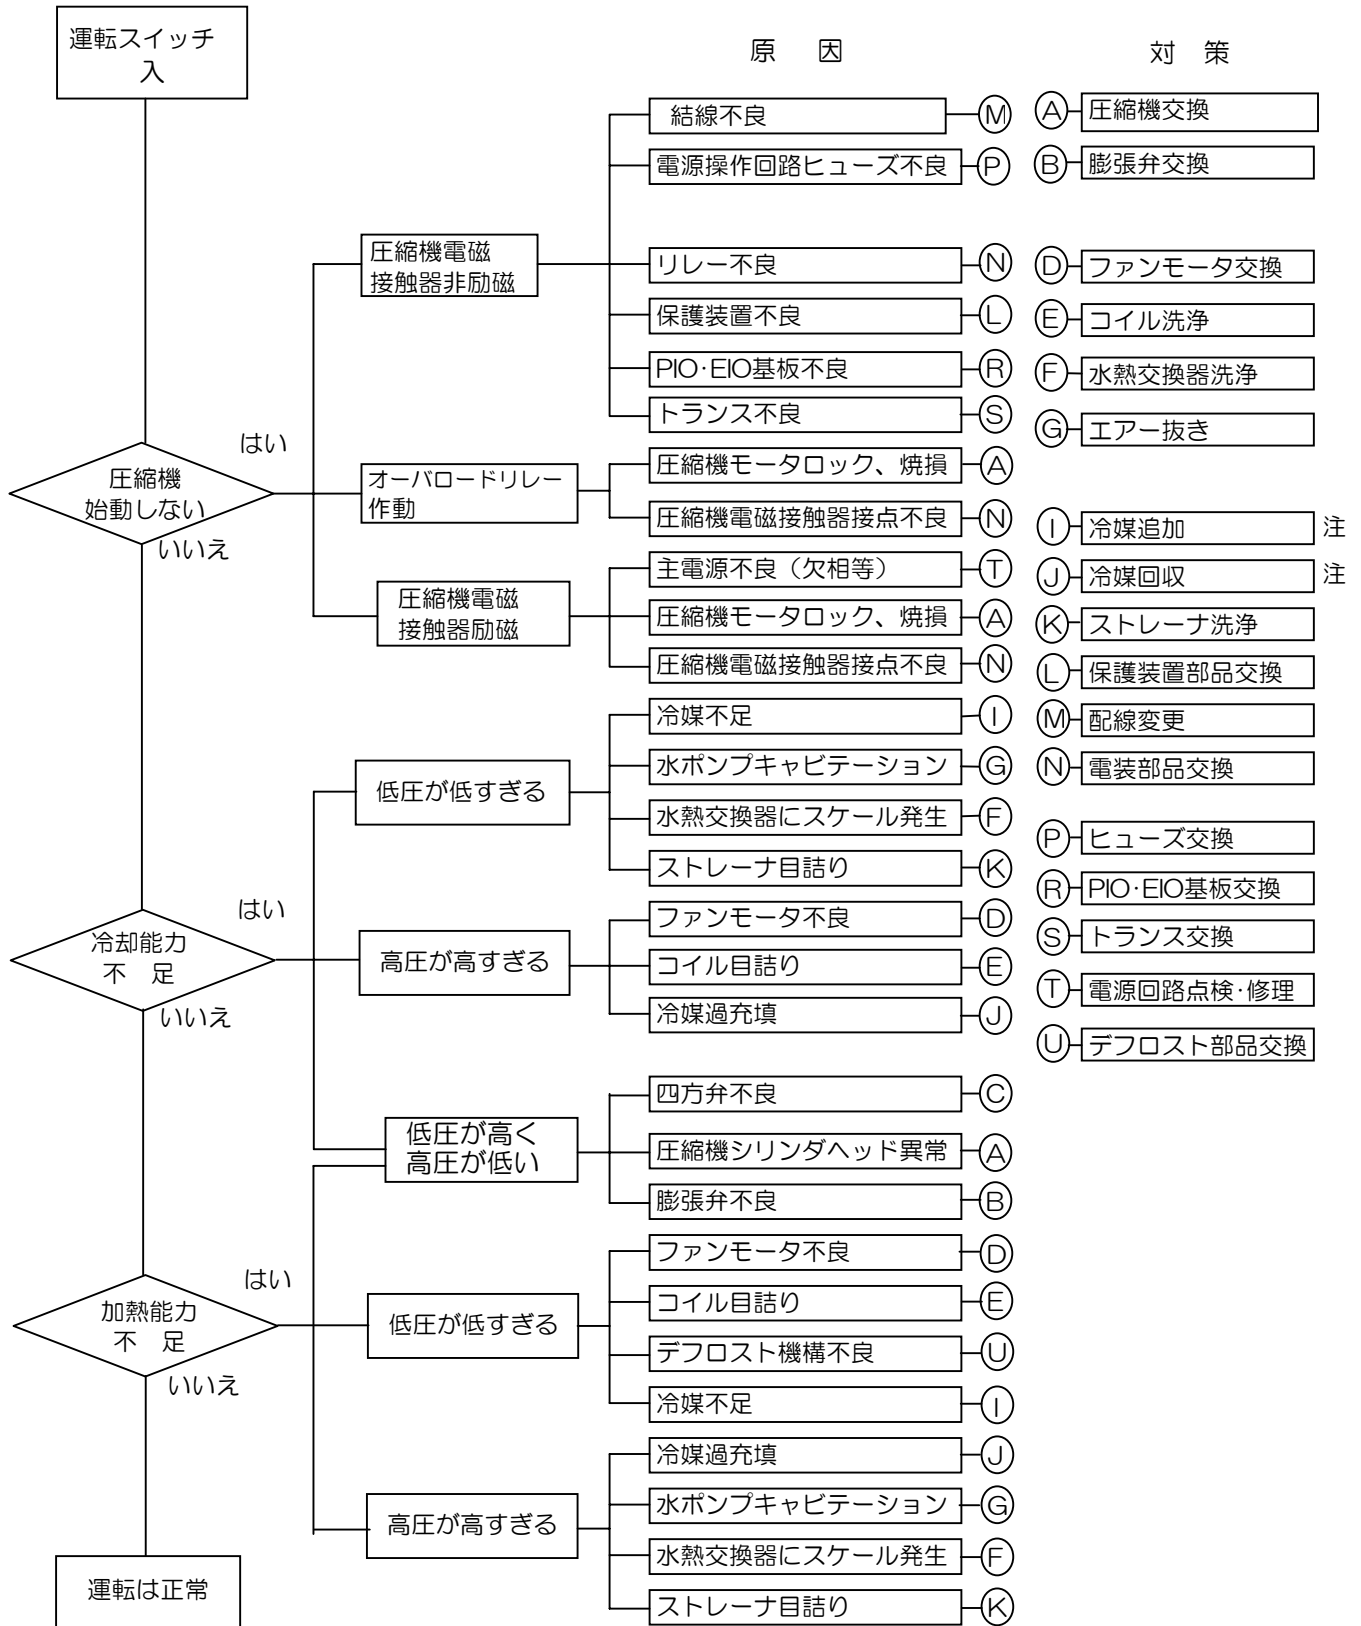 運転スイッチ
入
原　因
対　策
結線不良
M
A
圧縮機交換
電源操作回路ヒューズ不良
P
B
膨張弁交換
圧縮機電磁
接触器非励磁
リレー不良
N
D
ファンモータ交換
保護装置不良
L
E
コイル洗浄
PIO・EIO基板不良
R
F
水熱交換器洗浄
トランス不良
S
G
エアー抜き
はい
圧縮機
始動しない
いいえ
オーバロードリレー
作動
圧縮機モータロック、焼損
A
圧縮機電磁接触器接点不良
N
I
冷媒追加
注
圧縮機電磁
接触器励磁
主電源不良（欠相等）
T
J
冷媒回収
注
圧縮機モータロック、焼損
A
K
ストレーナ洗浄
圧縮機電磁接触器接点不良
N
L
保護装置部品交換
冷媒不足
I
M
配線変更
低圧が低すぎる
水ポンプキャビテーション
G
N
電装部品交換
水熱交換器にスケール発生
F
P
ヒューズ交換
ストレーナ目詰り
K
R
PIO・EIO基板交換
はい
冷却能力
不　足
いいえ
高圧が高すぎる
ファンモータ不良
D
S
トランス交換
コイル目詰り
E
T
電源回路点検・修理
冷媒過充填
J
U
デフロスト部品交換
低圧が高く
高圧が低い
四方弁不良
C
圧縮機シリンダヘッド異常
A
膨張弁不良
B
はい
加熱能力
不　足
いいえ
低圧が低すぎる
ファンモータ不良
D
コイル目詰り
E
デフロスト機構不良
U
冷媒不足
I
高圧が高すぎる
冷媒過充填
J
水ポンプキャビテーション
G
水熱交換器にスケール発生
F
ストレーナ目詰り
K
運転は正常